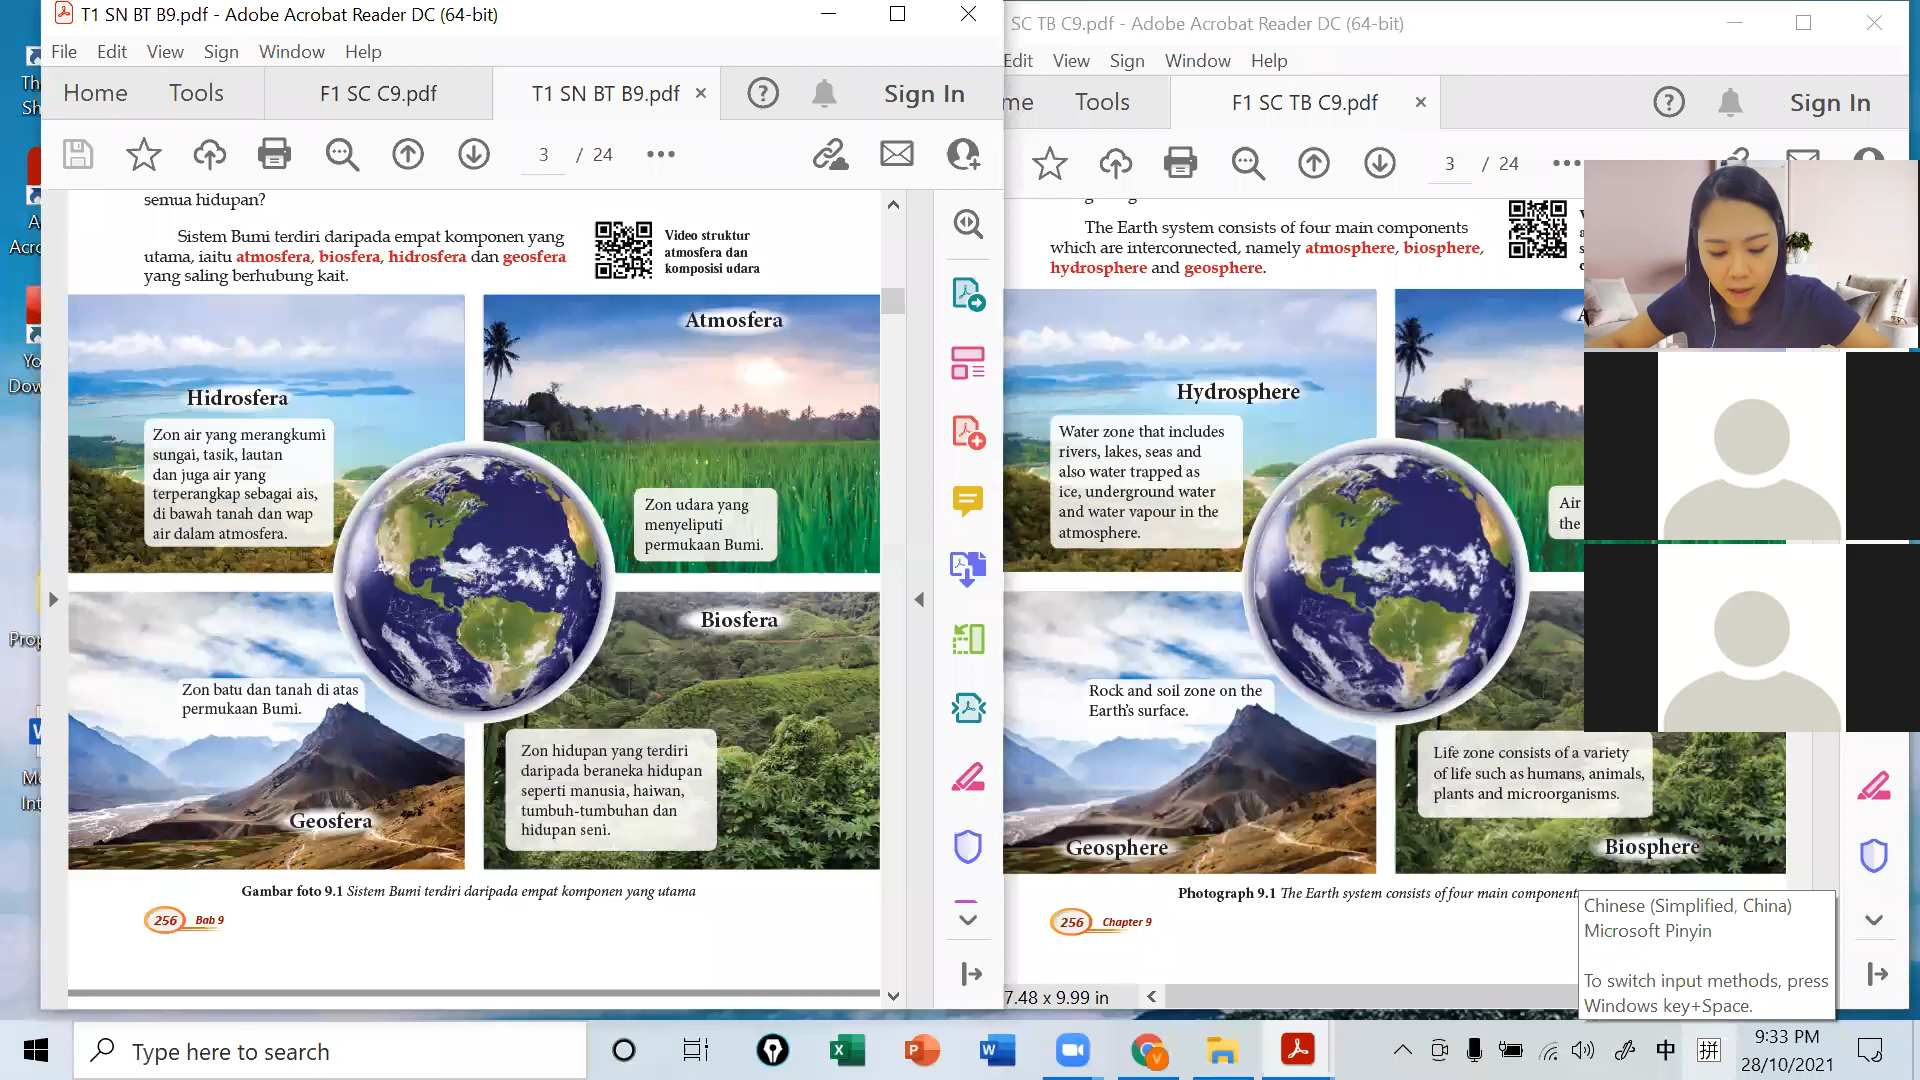 T1 SN BT B9.pdf - Adobe Acrobat Reader DC (64-bit)
File Edit View Sign Window Help
Home Tools F1 SC C9.pdf T1 SN BT B9.pdf Sign In
3 / 24
semua hidupan?
Sistem Bumi terdiri daripada empat komponen yang
utama, iaitu atmosfera, biosfera, hidrosfera dan geosfera
yang saling berhubung kait.
Video struktur
atmosfera dan
komposisi udara
Hidrosfera
Zon air yang merangkumi
sungai, tasik, lautan
dan juga air yang
terperangkap sebagai ais,
di bawah tanah dan wap
air dalam atmosfera.
Atmosfera
Zon udara yang
menyeliputi
permukaan Bumi.
Zon batu dan tanah di atas
permukaan Bumi.
Geosfera
Biosfera
Zon hidupan yang terdiri
daripada beraneka hidupan
seperti manusia, haiwan,
tumbuh-tumbuhan dan
hidupan seni.
Gambar foto 9.1 Sistem Bumi terdiri daripada empat komponen yang utama
256 Bab 9
SC TB C9.pdf - Adobe Acrobat Reader DC (64-bit)
Edit View Sign Window Help
me Tools F1 SC TB C9.pdf Sign In
3 / 24
The Earth system consists of four main components
which are interconnected, namely atmosphere, biosphere,
hydrosphere and geosphere.
Hydrosphere
Water zone that includes
rivers, lakes, seas and
also water trapped as
ice, underground water
and water vapour in the
atmosphere.
Air
the
Rock and soil zone on the
Earth's surface.
Geosphere
Life zone consists of a variety
of life such as humans, animals,
plants and microorganisms.
Biosphere
Photograph 9.1 The Earth system consists of four main component
256 Chapter 9
7.48 x 9.99 in
Chinese (Simplified, China)
Microsoft Pinyin
To switch input methods, press
Windows key+Space.
Type here to search
中 拼
9:33 PM
28/10/2021